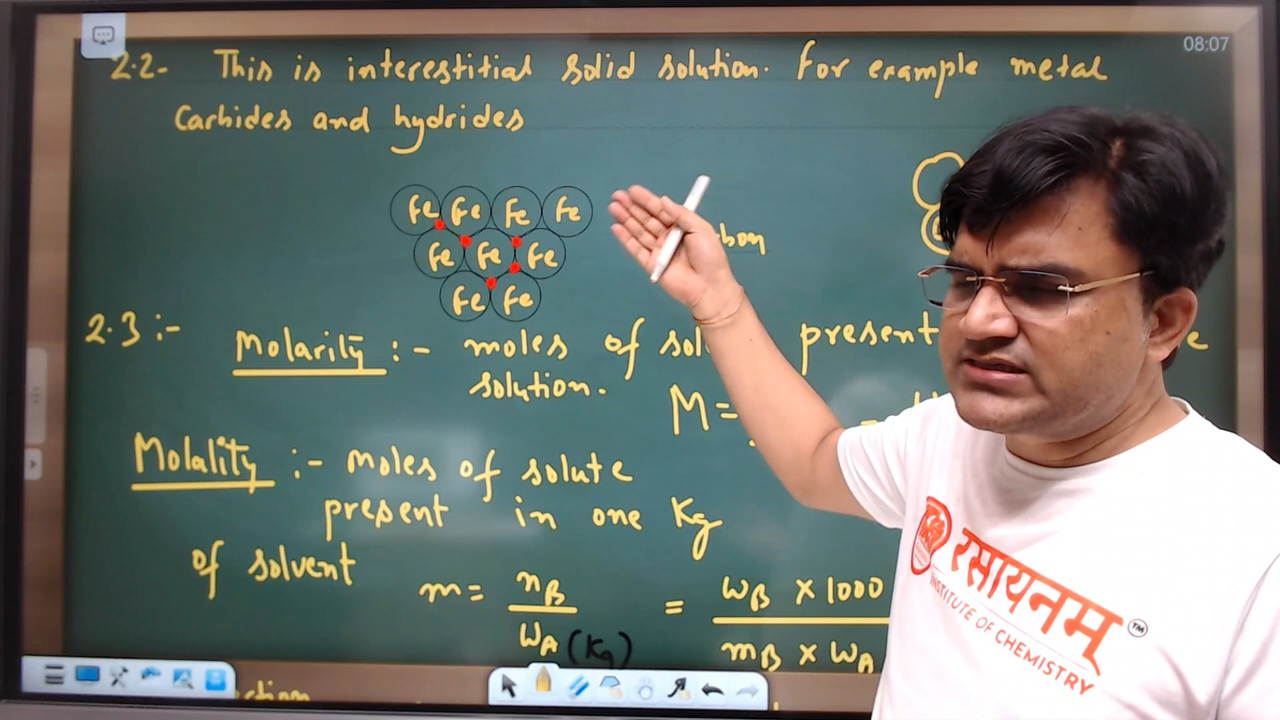 08:07
2.2- This is interestitial solid solution. For example metal
Carbides and hydrides
Fe Fe Fe Fe
Fe Fe Fe
Fe Fe
2.3:- Molarity :- moles of present
solution.
M=
Molality :- moles of solute
present in one Kg
of solvent
m= nB / WA (Kg) = WB X 1000 / mB X WA
रसायनम् ™
INSTITUTE OF CHEMISTRY